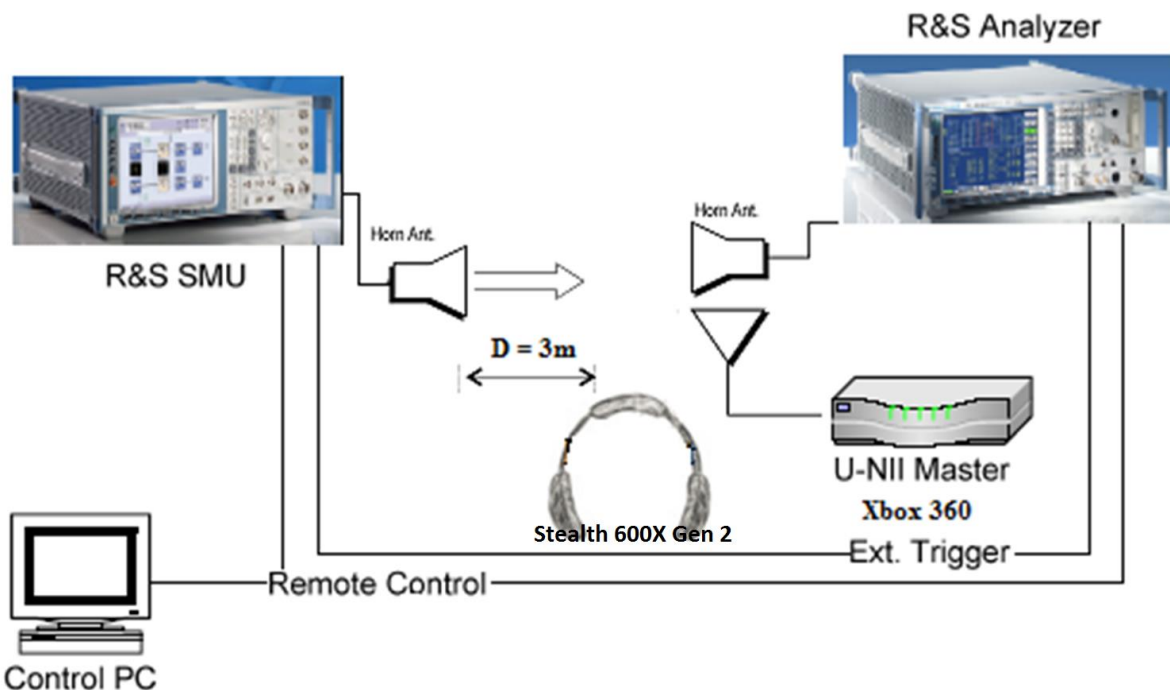 R&S Analyzer
Horn Ant.
Horn Ant.
R&S SMU
D = 3m
U-NII Master
Xbox 360
Stealth 600X Gen 2
Ext. Trigger
Remote Control
Control PC